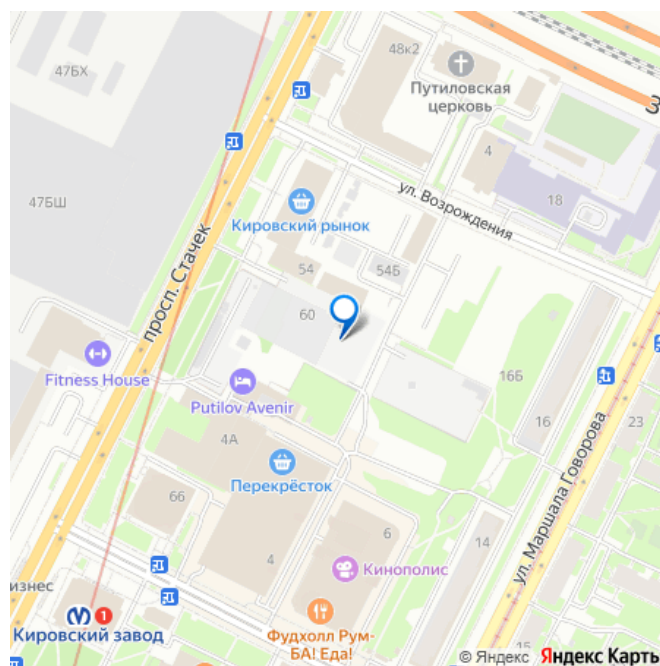 48к2
Путиловская
церковь
47БХ
З
4
18
ул. Возрождения
47БШ
Кировский рынок
просп. Стачек
54
54Б
60
Fitness House
Putilov Avenir
16Б
16
23
4А
Перекрёсток
ул. Маршала Говорова
66
6
14
4
Кинополис
изнес
1
Кировский завод
Фудхолл Рум-
БА! Еда!
15
© Яндекс Яндекс Карть